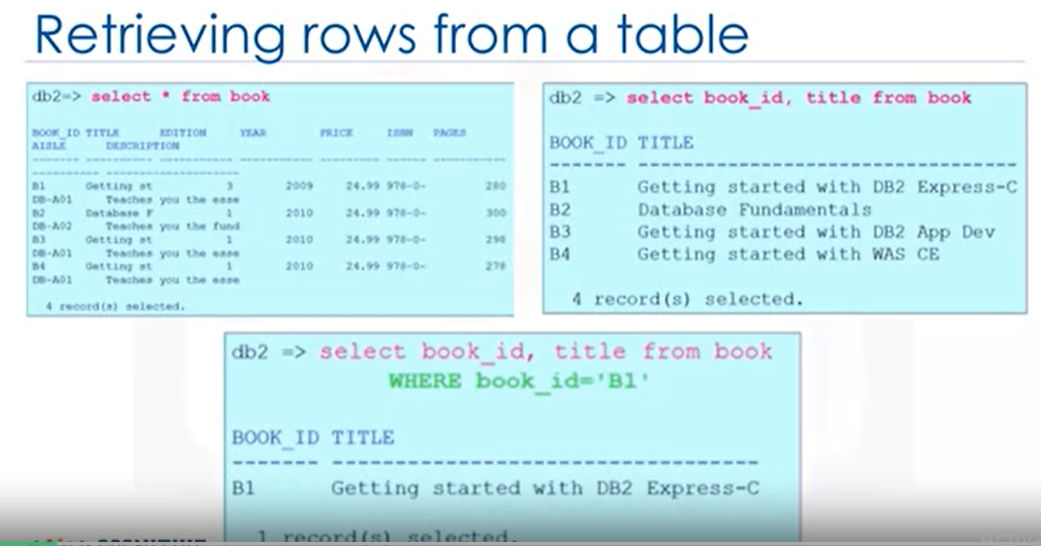 Retrieving rows from a table
db2=> select * from book
BOOK_ID TITLE EDITION YEAR PRICE ISBN PAGES
AISLE DESCRIPTION
------- ---------- ----------- ----------- ---------- ------ -----------
---------- --------------------
B1 Getting st 3 2009 24.99 978-0- 280
DB-A01 Teaches you the esse
B2 Database F 1 2010 24.99 978-0- 300
DB-A02 Teaches you the fund
B3 Getting st 1 2010 24.99 978-0- 298
DB-A01 Teaches you the esse
B4 Getting st 1 2010 24.99 978-0- 278
DB-A01 Teaches you the esse
4 record(s) selected.
db2 => select book_id, title from book
BOOK_ID TITLE
------- -----------------------------------
B1 Getting started with DB2 Express-C
B2 Database Fundamentals
B3 Getting started with DB2 App Dev
B4 Getting started with WAS CE
4 record(s) selected.
db2 => select book_id, title from book
WHERE book_id='B1'
BOOK_ID TITLE
------- -----------------------------------
B1 Getting started with DB2 Express-C
1 record(s) selected.